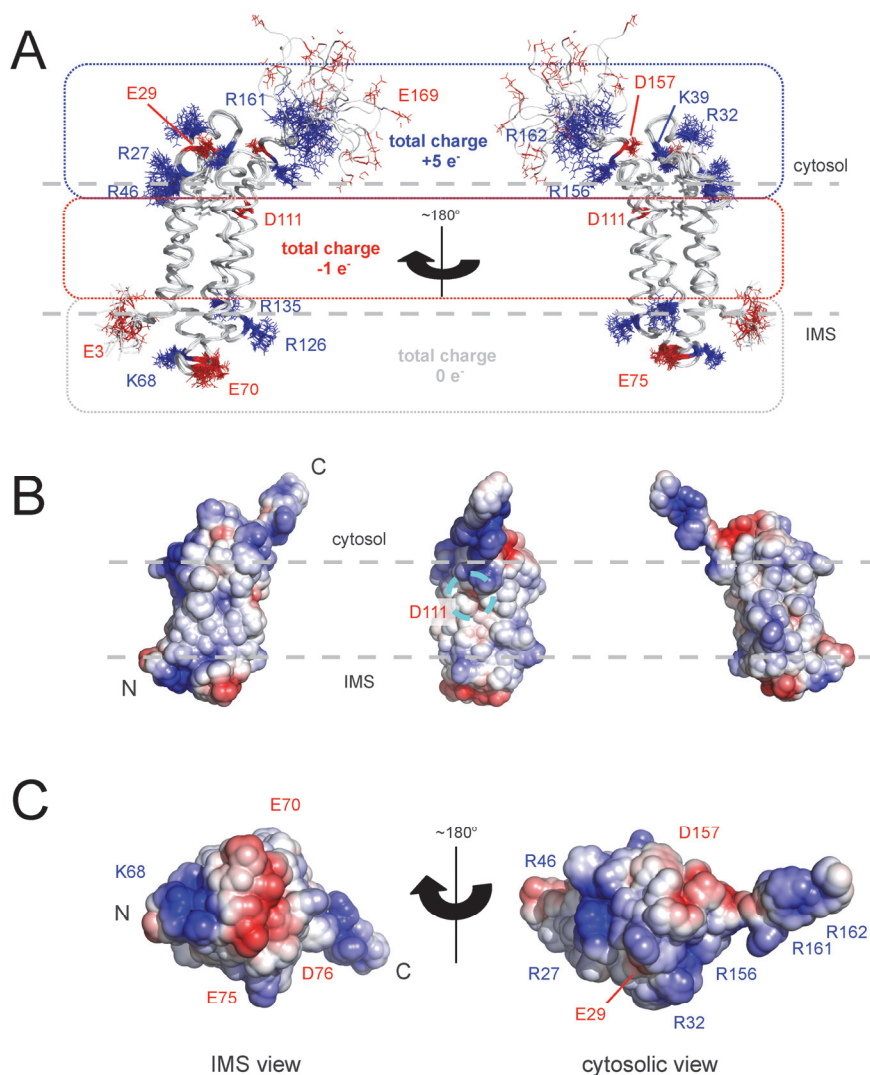 A
E29
R161
E169
D157
K39
R32
R27
R162
total charge
+5 e-
cytosol
R46
R156
D111
~180°
D111
total charge
-1 e-
R135
E3
R126
total charge
0 e-
IMS
K68
E70
E75
B
C
cytosol
D111
N
IMS
C
E70
~180°
D157
K68
R46
N
R162
R161
C
D76
R27
R156
E75
E29
R32
IMS view
cytosolic view